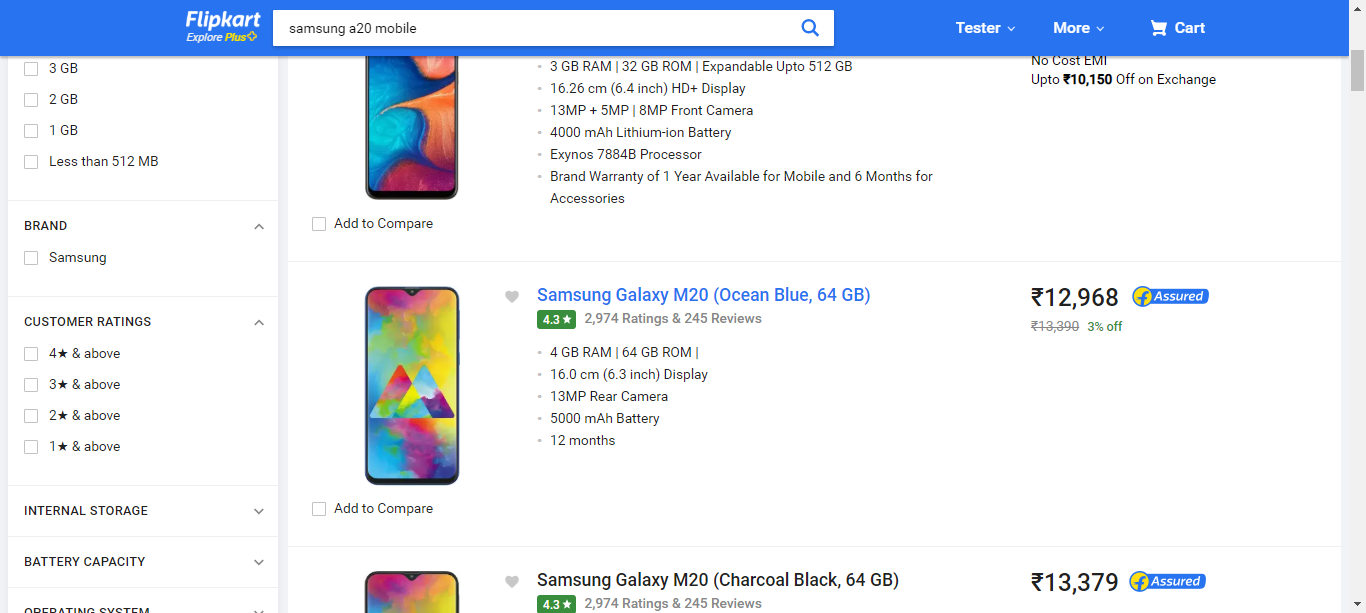 Flipkart
Explore Plus
samsung a20 mobile
Tester
More
Cart
3 GB
2 GB
1 GB
Less than 512 MB
BRAND
Samsung
CUSTOMER RATINGS
4★ & above
3★ & above
2★ & above
1★ & above
INTERNAL STORAGE
BATTERY CAPACITY
OPERATING SYSTEM
3 GB RAM | 32 GB ROM | Expandable Upto 512 GB
16.26 cm (6.4 inch) HD+ Display
13MP + 5MP | 8MP Front Camera
4000 mAh Lithium-ion Battery
Exynos 7884B Processor
Brand Warranty of 1 Year Available for Mobile and 6 Months for
Accessories
No Cost EMI
Upto ₹10,150 Off on Exchange
Add to Compare
Samsung Galaxy M20 (Ocean Blue, 64 GB)
4.3 ★ 2,974 Ratings & 245 Reviews
4 GB RAM | 64 GB ROM |
16.0 cm (6.3 inch) Display
13MP Rear Camera
5000 mAh Battery
12 months
₹12,968 Assured
₹13,390 3% off
Add to Compare
Samsung Galaxy M20 (Charcoal Black, 64 GB)
4.3 ★ 2,974 Ratings & 245 Reviews
₹13,379 Assured